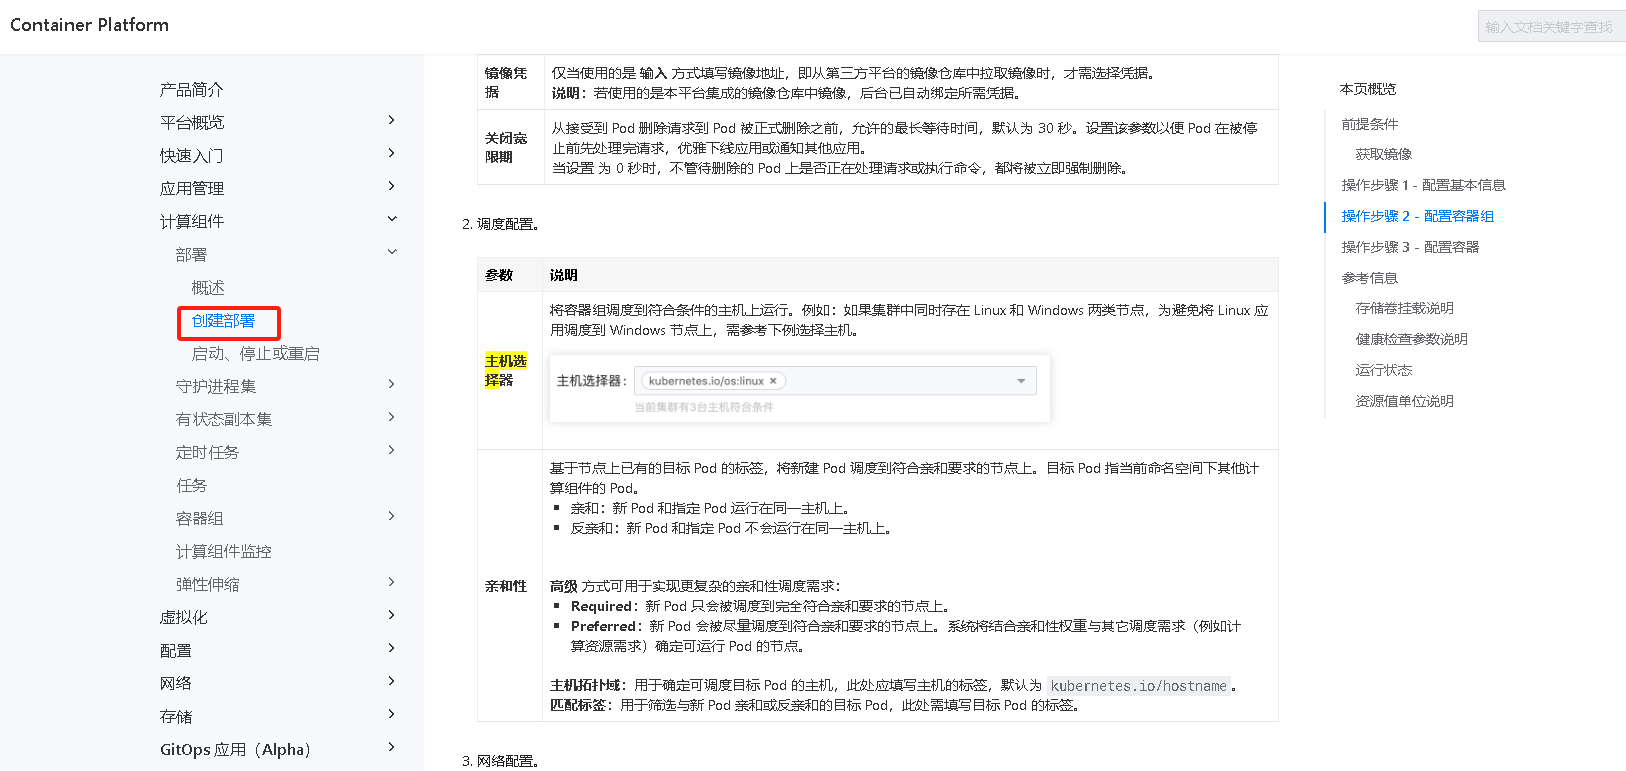 Container Platform
输入文档关键字查找
产品简介
平台概览
快速入门
应用管理
计算组件
部署
概述
创建部署
启动、停止或重启
守护进程集
有状态副本集
定时任务
任务
容器组
计算组件监控
弹性伸缩
虚拟化
配置
网络
存储
GitOps 应用（Alpha）
镜像凭
据
仅当使用的是 输入 方式填写镜像地址，即从第三方平台的镜像仓库中拉取镜像时，才需选择凭据。
说明：若使用的是本平台集成的镜像仓库中镜像，后台已自动绑定所需凭据。
关闭宽
限期
从接受到 Pod 删除请求到 Pod 被正式删除之前，允许的最长等待时间，默认为 30 秒。设置该参数以便 Pod 在被停
止前先处理完请求，优雅下线应用或通知其他应用。
当设置 为 0 秒时，不管待删除的 Pod 上是否正在处理请求或执行命令，都将被立即强制删除。
2. 调度配置。
参数
说明
主机选
择器
将容器组调度到符合条件的主机上运行。例如：如果集群中同时存在 Linux 和 Windows 两类节点，为避免将 Linux 应
用调度到 Windows 节点上，需参考下例选择主机。
主机选择器： kubernetes.io/os:linux ×
当前集群有3台主机符合条件
亲和性
基于节点上已有的目标 Pod 的标签，将新建 Pod 调度到符合亲和要求的节点上。目标 Pod 指当前命名空间下其他计
算组件的 Pod。
▪ 亲和：新 Pod 和指定 Pod 运行在同一主机上。
▪ 反亲和：新 Pod 和指定 Pod 不会运行在同一主机上。
高级 方式可用于实现更复杂的亲和性调度需求：
▪ Required：新 Pod 只会被调度到完全符合亲和要求的节点上。
▪ Preferred：新 Pod 会被尽量调度到符合亲和要求的节点上。系统将结合亲和性权重与其它调度需求（例如计
算资源需求）确定可运行 Pod 的节点。
主机拓扑域：用于确定可调度目标 Pod 的主机，此处应填写主机的标签，默认为 kubernetes.io/hostname 。
匹配标签：用于筛选与新 Pod 亲和或反亲和的目标 Pod，此处需填写目标 Pod 的标签。
3. 网络配置。
本页概览
前提条件
获取镜像
操作步骤 1 - 配置基本信息
操作步骤 2 - 配置容器组
操作步骤 3 - 配置容器
参考信息
存储卷挂载说明
健康检查参数说明
运行状态
资源值单位说明